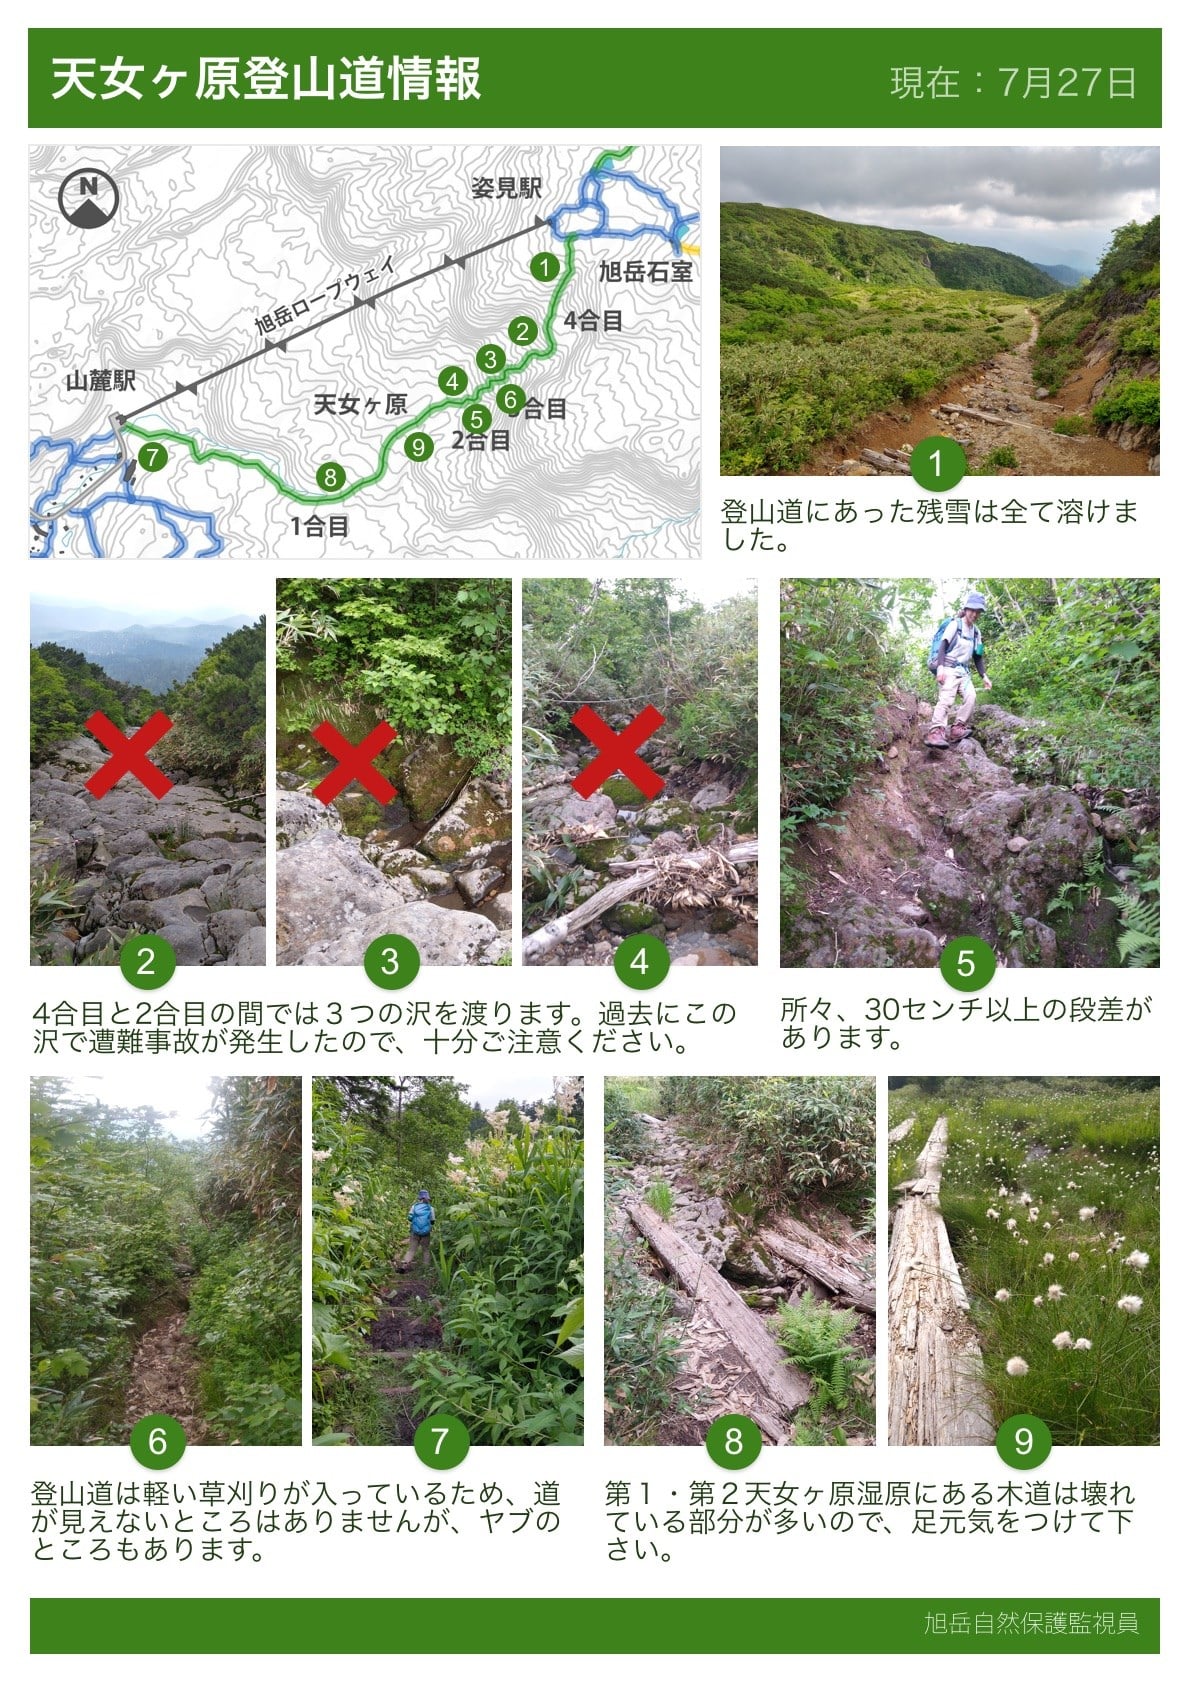 天女ヶ原登山道情報
現在：7月27日
N
姿見駅
旭岳石室
旭岳ロープウェイ
1
4合目
2
3
山麓駅
4
天女ヶ原
6
合目
5
2合目
9
7
8
1合目
1
登山道にあった残雪は全て溶けま
した。
2
3
4
4合目と2合目の間では３つの沢を渡ります。過去にこの
沢で遭難事故が発生したので、十分ご注意ください。
5
所々、30センチ以上の段差が
あります。
6
7
登山道は軽い草刈りが入っているため、道
が見えないところはありませんが、ヤブの
ところもあります。
8
9
第１・第２天女ヶ原湿原にある木道は壊れ
ている部分が多いので、足元気をつけて下
さい。
旭岳自然保護監視員